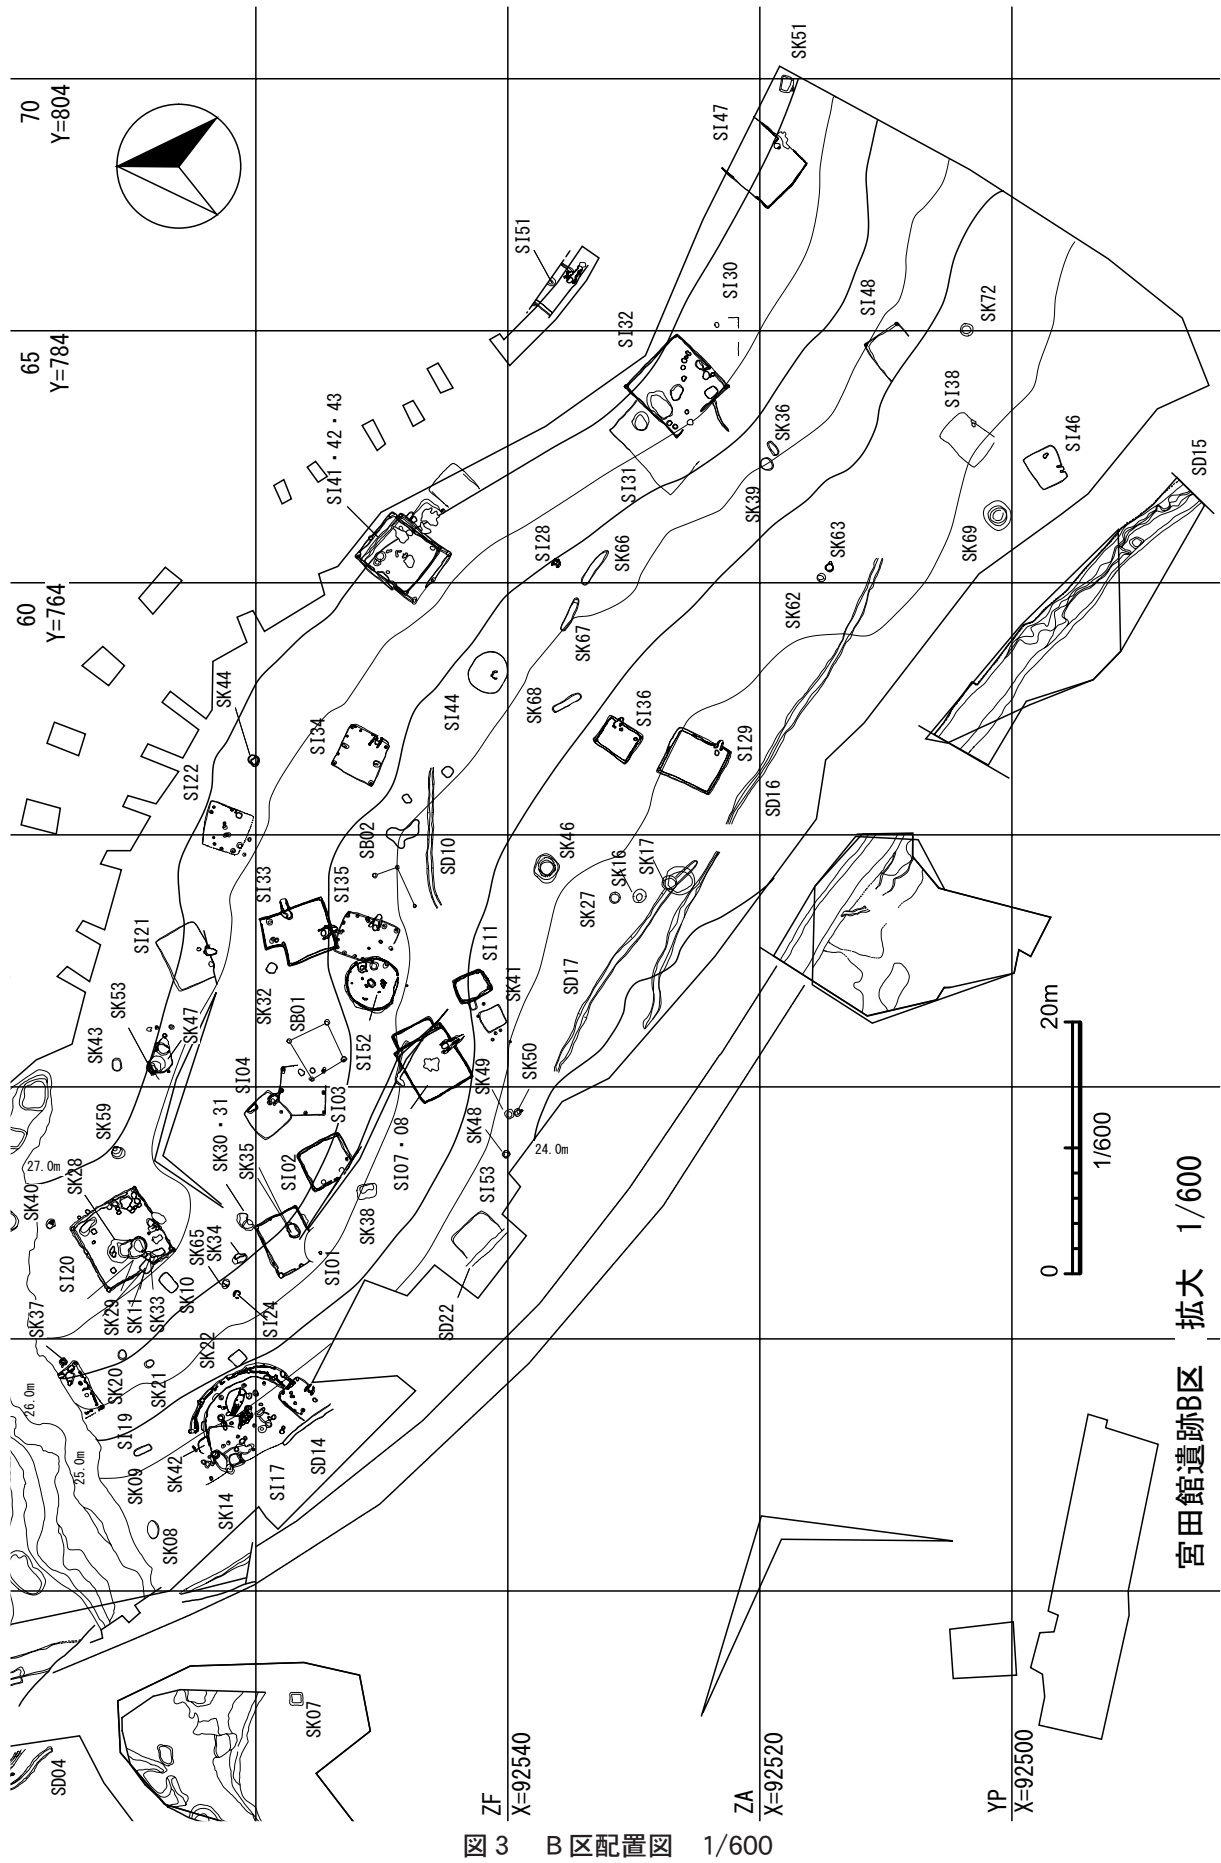 70
Y=804
65
Y=784
60
Y=764
SK51
SI47
SI51
SI30
SI32
SI48
SK72
SI38
SI46
SD15
SI41・42・43
SK36
SI31
SK39
SK69
SK63
SI28
SK66
SK62
SK67
SK44
SI44
SK68
SI36
SI34
SI29
SD16
SI22
SB02
SD10
SK46
SK16
SK17
SI33
SI35
SK27
SI21
SI11
SK41
SD17
SK53
SK32
SK47
SB01
SK43
SI52
SI04
SK49
SK50
SI03
SK59
SK30・31
SK48
SK35
24.0m
27.0m
SK28
SI02
SI07・08
SI53
SK40
SK38
SK65
SK34
SI20
SI01
SK10
SK37
SK29
SK11
SK33
SI24
SD22
SK22
SK20
SK21
26.0m
SI19
25.0m
SK09
SK42
SD14
SI17
SK14
SK08
SK07
SD04
ZF
X=92540
ZA
X=92520
YP
X=92500
0
20m
1/600
宮田館遺跡B区 拡大 1/600
図3 B区配置図 1/600